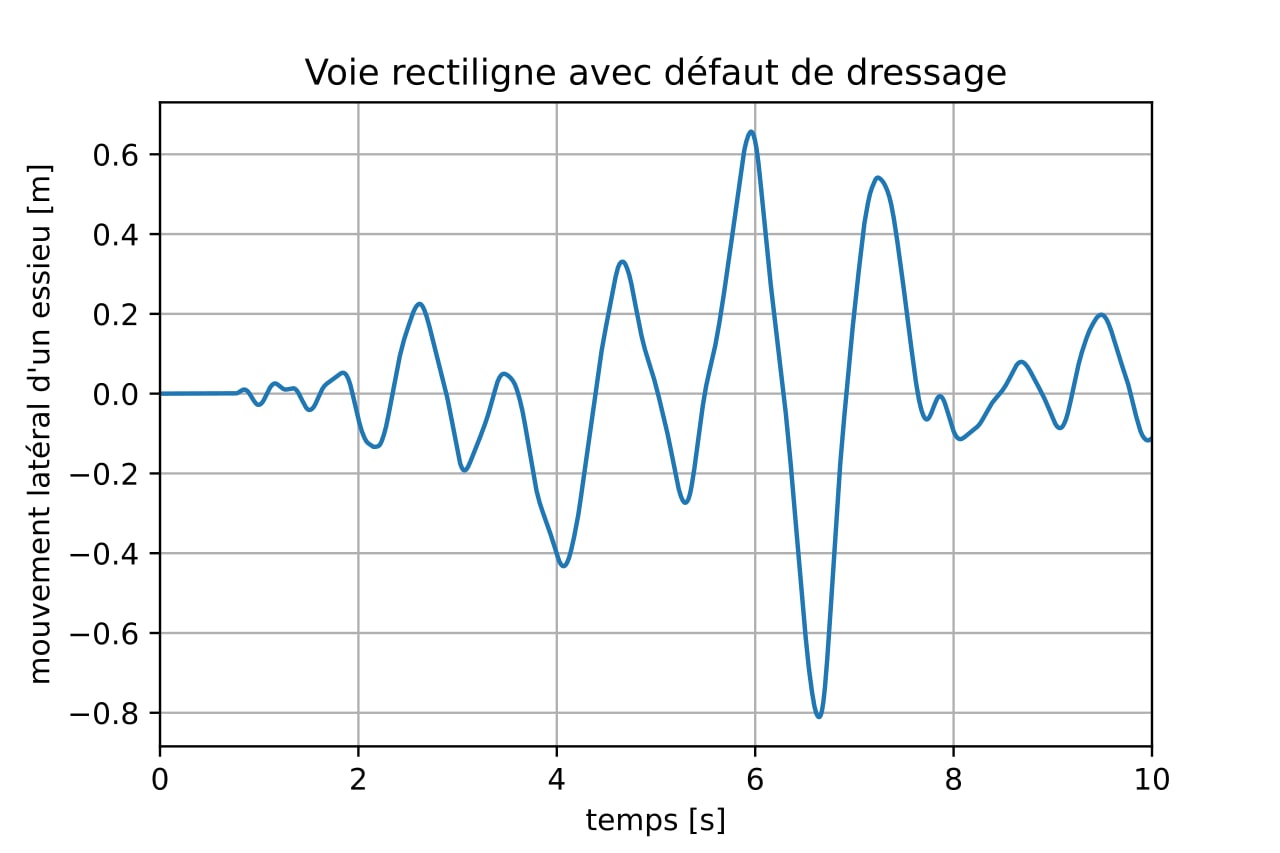 Voie rectiligne avec défaut de dressage
mouvement latéral d'un essieu [m]
0.6
0.4
0.2
0.0
−0.2
−0.4
−0.6
−0.8
0 2 4 6 8 10
temps [s]